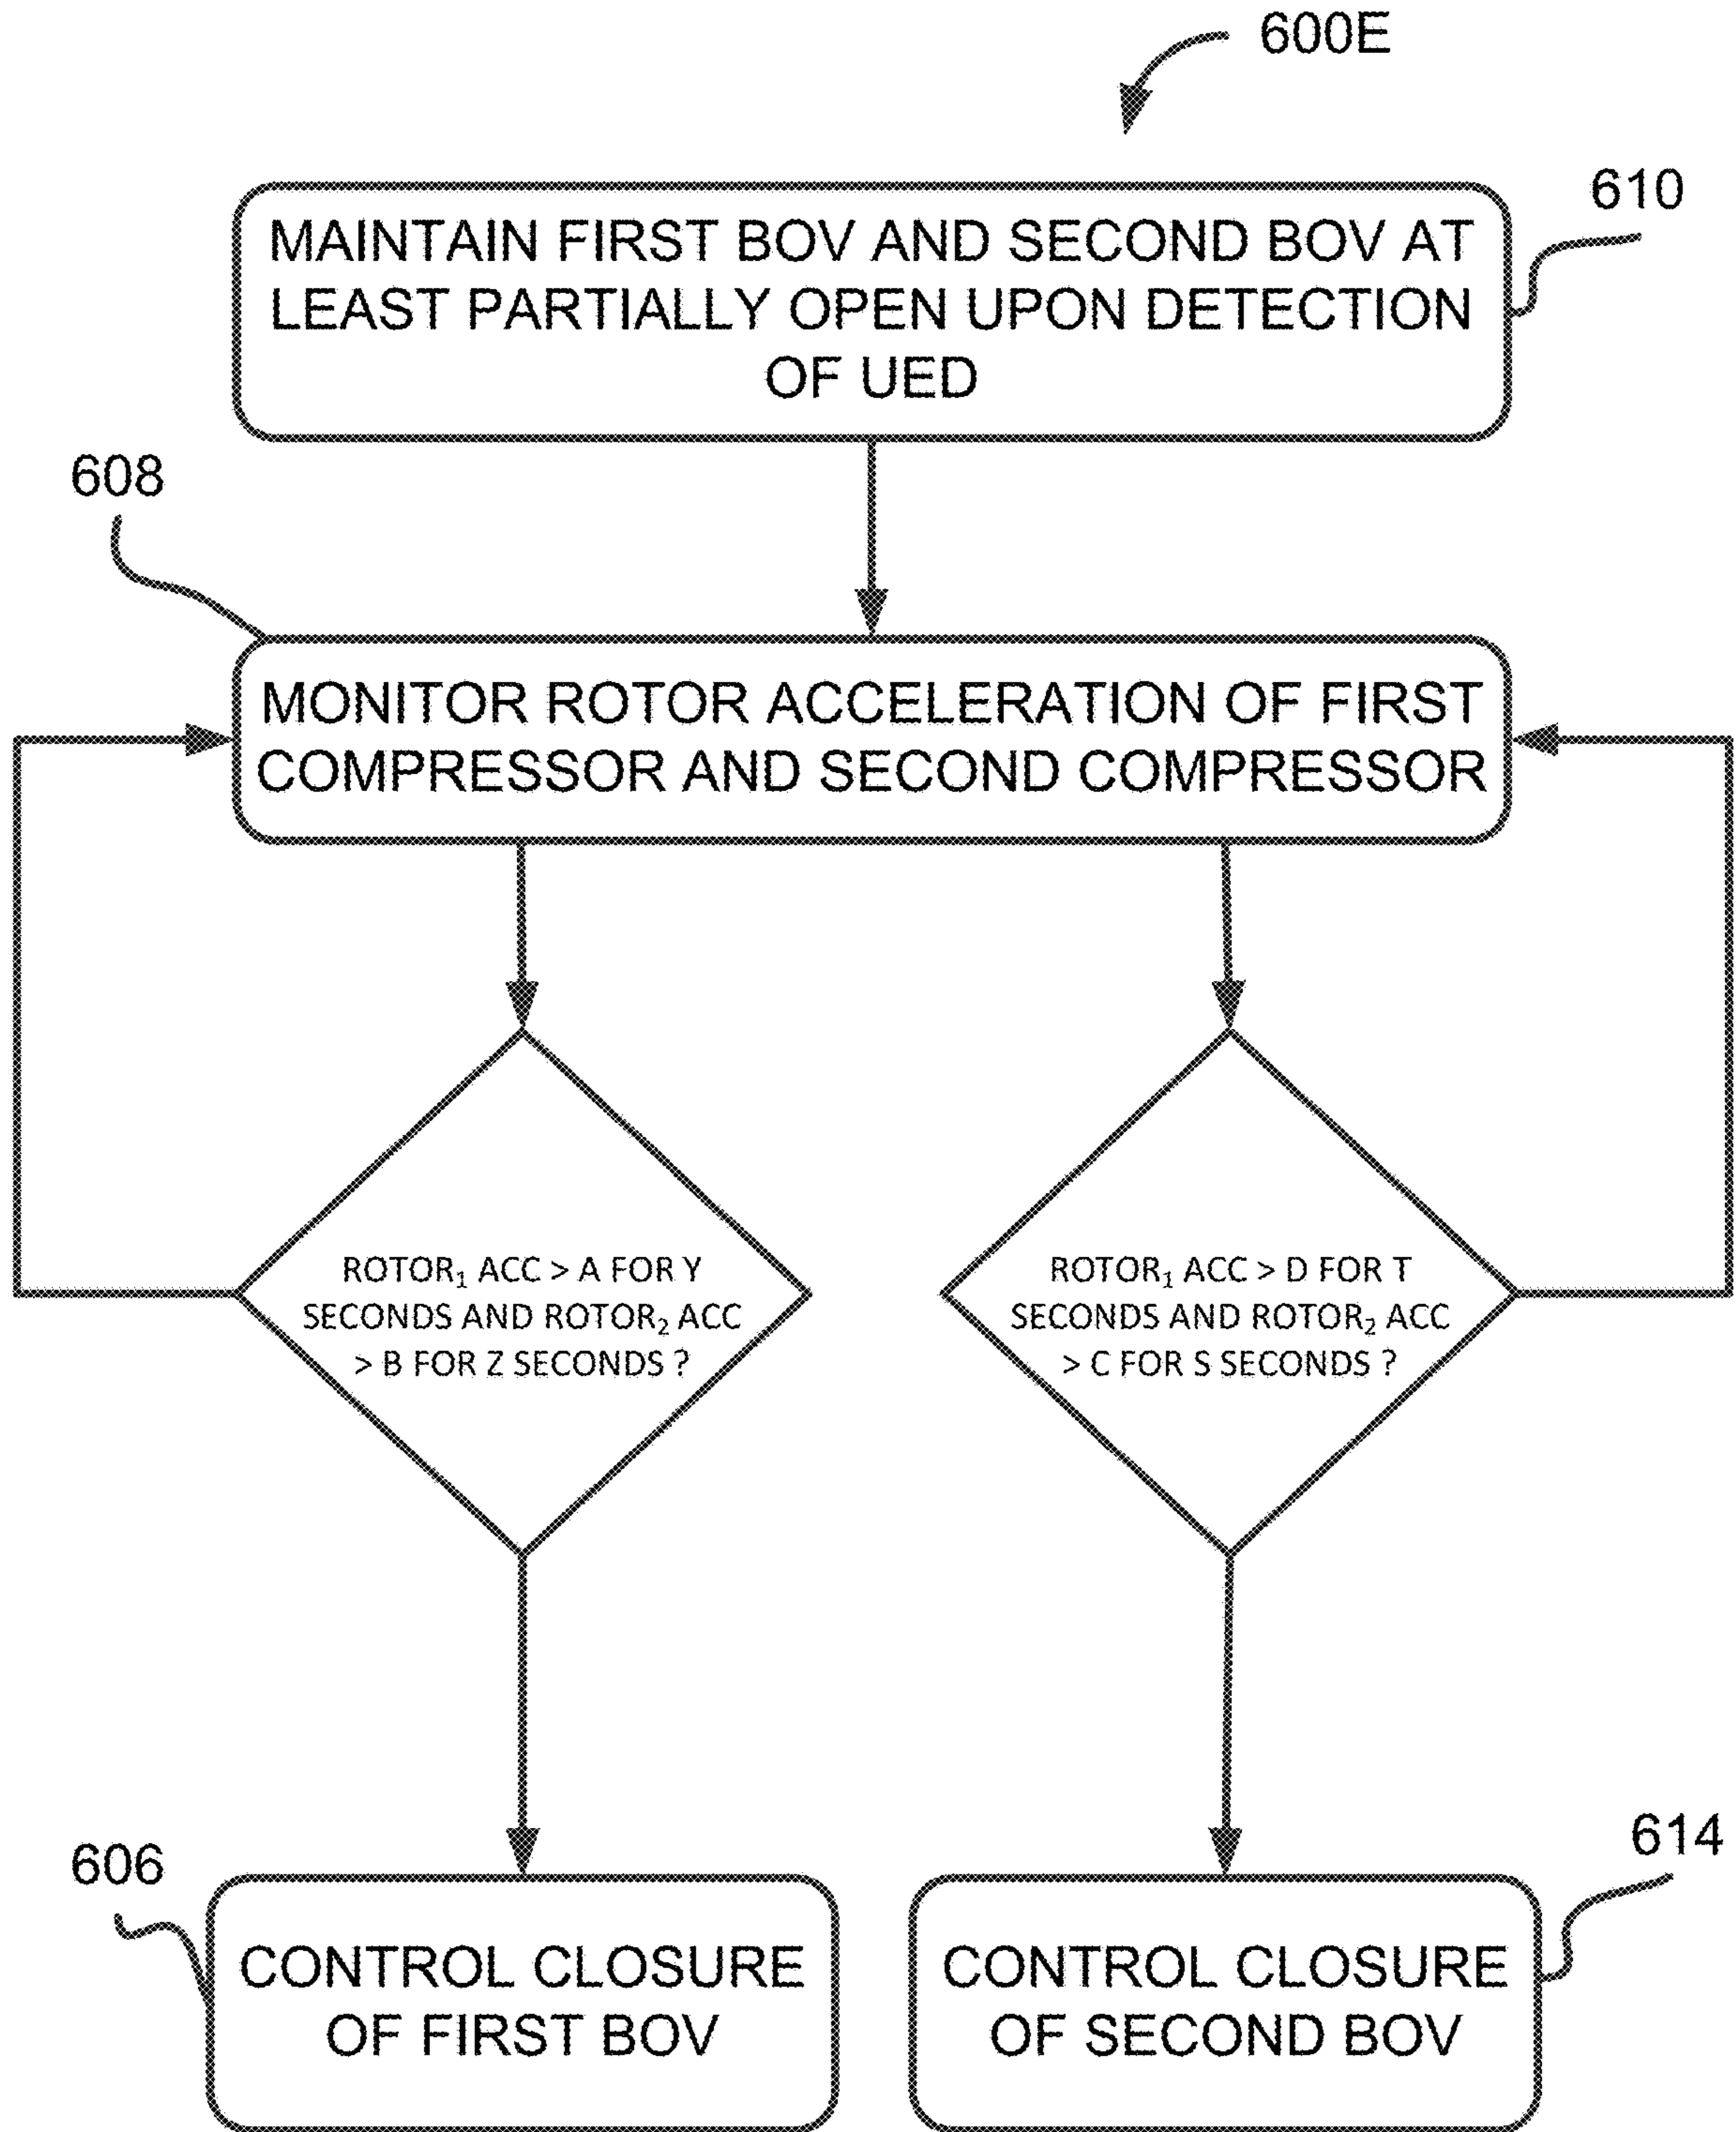 600E
610
MAINTAIN FIRST BOV AND SECOND BOV AT
LEAST PARTIALLY OPEN UPON DETECTION
OF UED
608
MONITOR ROTOR ACCELERATION OF FIRST
COMPRESSOR AND SECOND COMPRESSOR
ROTOR₁ ACC > A FOR Y
SECONDS AND ROTOR₂ ACC
> B FOR Z SECONDS ?
ROTOR₁ ACC > D FOR T
SECONDS AND ROTOR₂ ACC
> C FOR S SECONDS ?
606
CONTROL CLOSURE
OF FIRST BOV
614
CONTROL CLOSURE
OF SECOND BOV